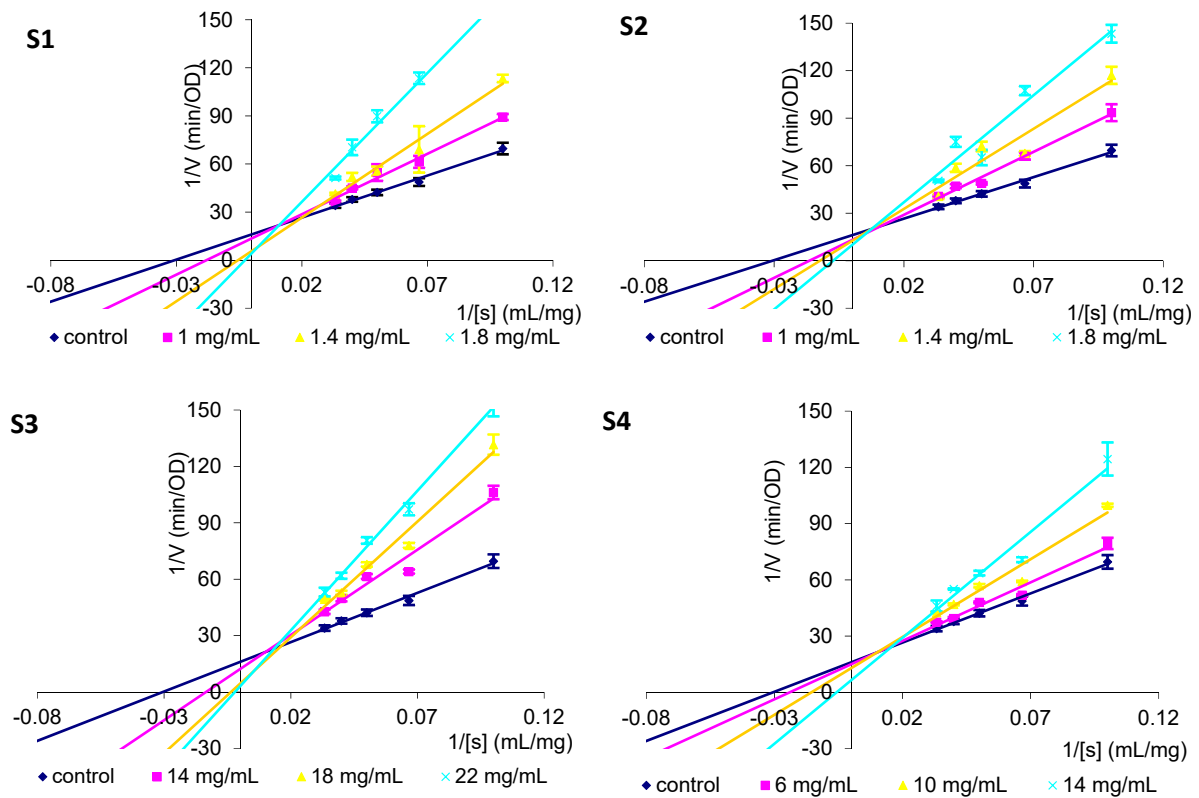 S1
1/V (min/OD)
150
120
90
60
30
0
-30
-0.08
-0.03
0.02
0.07
0.12
1/[s] (mL/mg)
control
1 mg/mL
1.4 mg/mL
1.8 mg/mL
S2
1/V (min/OD)
150
120
90
60
30
0
-30
-0.08
-0.03
0.02
0.07
0.12
1/[s] (mL/mg)
control
1 mg/mL
1.4 mg/mL
1.8 mg/mL
S3
1/V (min/OD)
150
120
90
60
30
0
-30
-0.08
-0.03
0.02
0.07
0.12
1/[s] (mL/mg)
control
14 mg/mL
18 mg/mL
22 mg/mL
S4
1/V (min/OD)
150
120
90
60
30
0
-30
-0.08
-0.03
0.02
0.07
0.12
1/[s] (mL/mg)
control
6 mg/mL
10 mg/mL
14 mg/mL